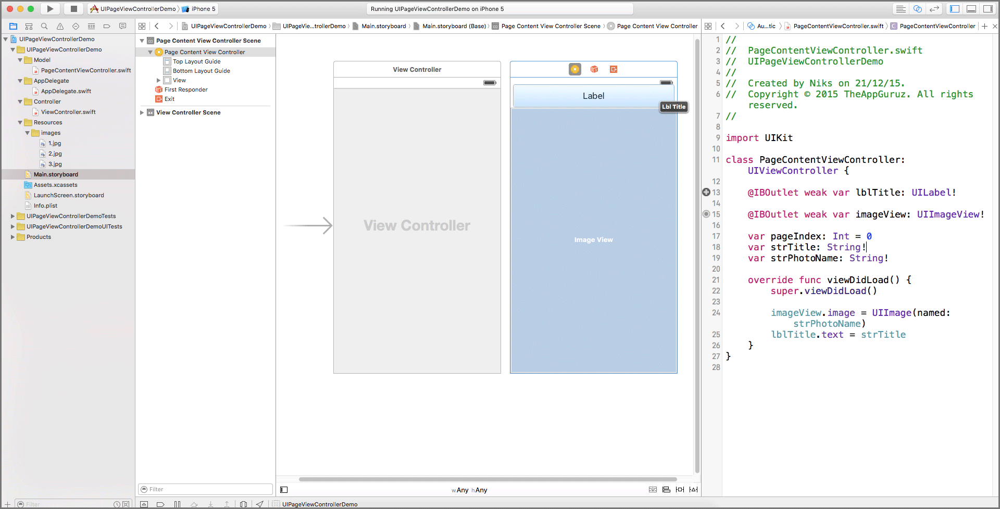 UIPageViewControllerDemo
iPhone 5
Running UIPageViewControllerDemo on iPhone 5
UIPageViewControllerDemo
UIPageVie...trollerDemo
Main.storyboard
Main.storyboard (Base)
Page Content View Controller Scene
Page Content View Controller
Au...tic
PageContentViewController.swift
PageContentViewController
UIPageViewControllerDemo
UIPageViewControllerDemo
Model
PageContentViewController.swift
AppDelegate
AppDelegate.swift
Controller
ViewController.swift
Resources
images
1.jpg
2.jpg
3.jpg
Main.storyboard
Assets.xcassets
LaunchScreen.storyboard
Info.plist
UIPageViewControllerDemoTests
UIPageViewControllerDemoUITests
Products
Filter
Page Content View Controller Scene
Page Content View Controller
Top Layout Guide
Bottom Layout Guide
View
First Responder
Exit
View Controller Scene
Filter
View Controller
View Controller
Label
Lbl Title
Image View
wAny hAny
UIPageViewControllerDemo
1 //
2 // PageContentViewController.swift
3 // UIPageViewControllerDemo
4 //
5 // Created by Niks on 21/12/15.
6 // Copyright © 2015 TheAppGuruz. All rights
reserved.
7 //
8
9 import UIKit
10
11 class PageContentViewController:
UIViewController {
12
13 @IBOutlet weak var lblTitle: UILabel!
14
15 @IBOutlet weak var imageView: UIImageView!
16
17 var pageIndex: Int = 0
18 var strTitle: String!
19 var strPhotoName: String!
20
21 override func viewDidLoad() {
22 super.viewDidLoad()
23
24 imageView.image = UIImage(named:
strPhotoName)
25 lblTitle.text = strTitle
26 }
27 }
28